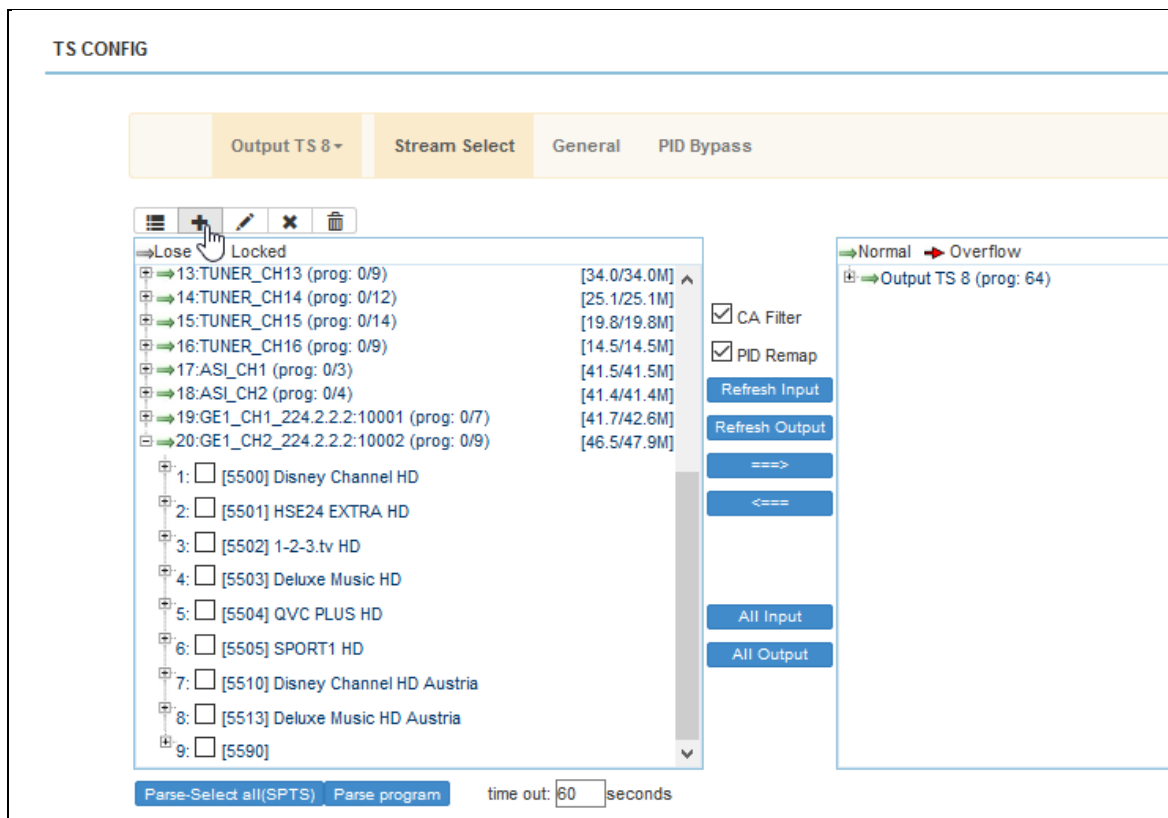 TS CONFIG
Output TS 8 Stream Select General PID Bypass
Lose Locked
13:TUNER_CH13 (prog: 0/9) [34.0/34.0M]
14:TUNER_CH14 (prog: 0/12) [25.1/25.1M]
15:TUNER_CH15 (prog: 0/14) [19.8/19.8M]
16:TUNER_CH16 (prog: 0/9) [14.5/14.5M]
17:ASI_CH1 (prog: 0/3) [41.5/41.5M]
18:ASI_CH2 (prog: 0/4) [41.4/41.4M]
19:GE1_CH1_224.2.2.2:10001 (prog: 0/7) [41.7/42.6M]
20:GE1_CH2_224.2.2.2:10002 (prog: 0/9) [46.5/47.9M]
1: [5500] Disney Channel HD
2: [5501] HSE24 EXTRA HD
3: [5502] 1-2-3.tv HD
4: [5503] Deluxe Music HD
5: [5504] QVC PLUS HD
6: [5505] SPORT1 HD
7: [5510] Disney Channel HD Austria
8: [5513] Deluxe Music HD Austria
9: [5590]
Parse-Select all(SPTS) Parse program time out: 60 seconds
CA Filter
PID Remap
Refresh Input
Refresh Output
===>
<===
All Input
All Output
Normal Overflow
Output TS 8 (prog: 64)